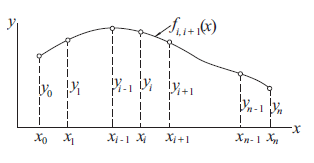 y
f_{i, i + 1}(x)
y_0 y_1 y_{i-1} y_i y_{i+1} y_{n-1} y_n
x
x_0 x_1 x_{i-1} x_i x_{i+1} x_{n-1} x_n